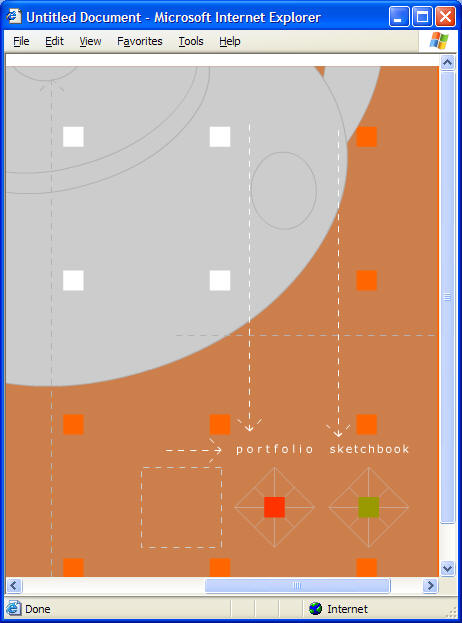 Untitled Document - Microsoft Internet Explorer
File Edit View Favorites Tools Help
portfolio sketchbook
Done Internet